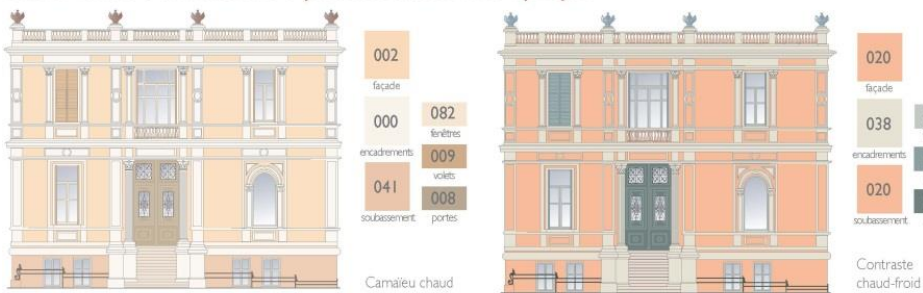 002
façade
000
encadrements
041
soubassement
082
fenêtres
009
volets
008
portes
Camaïeu chaud
020
façade
038
encadrements
020
soubassement
Contraste
chaud-froid